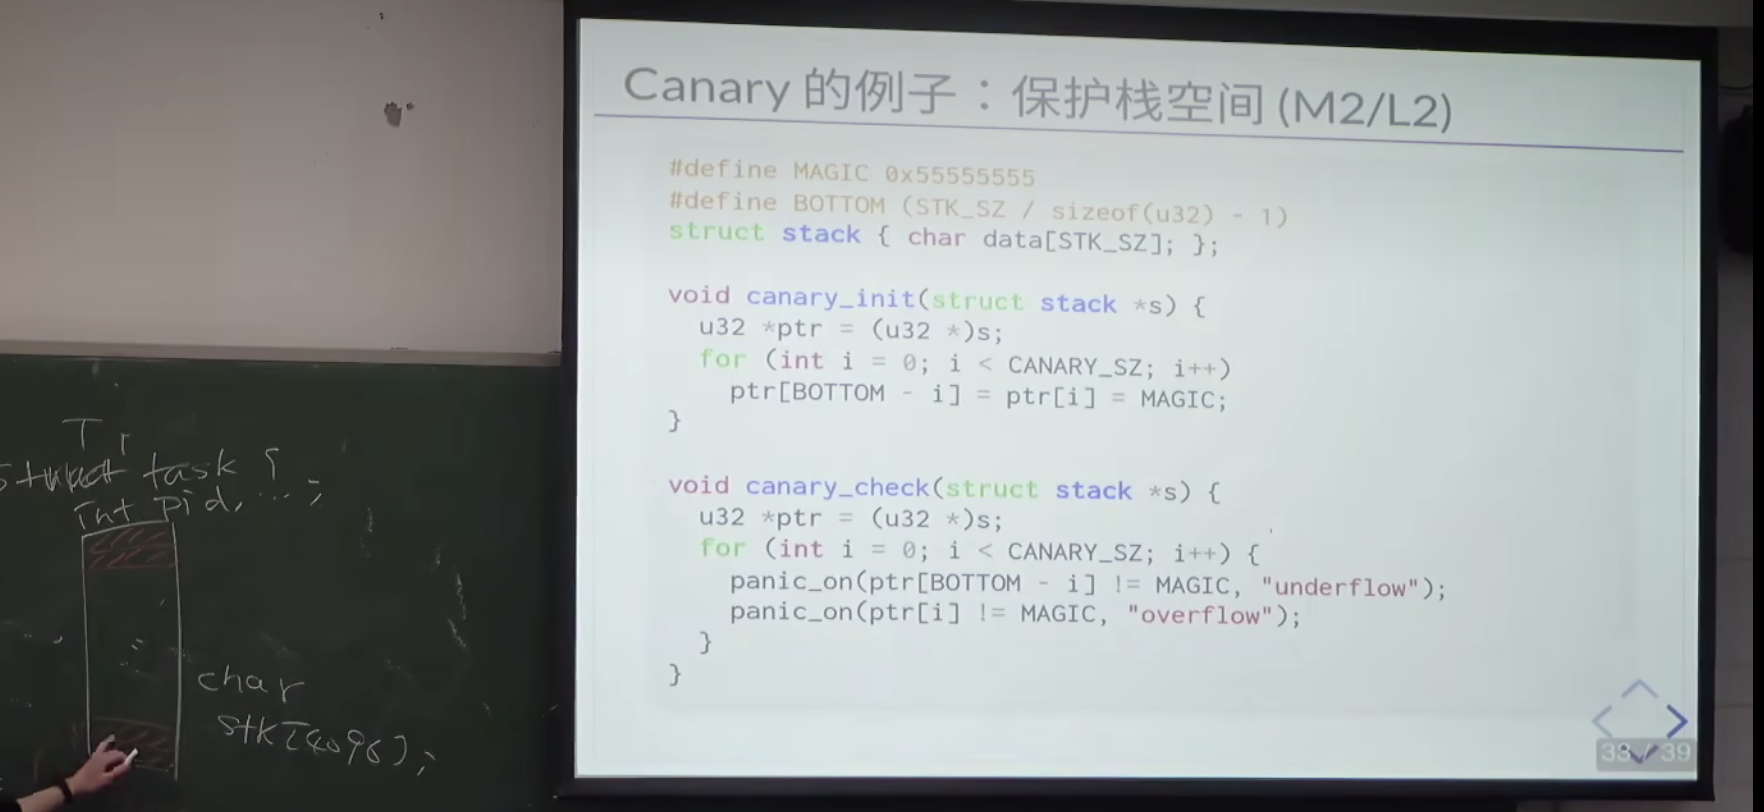 Canary 的例子：保护栈空间 (M2/L2)
#define MAGIC 0x55555555
#define BOTTOM (STK_SZ / sizeof(u32) - 1)
struct stack { char data[STK_SZ]; };
void canary_init(struct stack *s) {
u32 *ptr = (u32 *)s;
for (int i = 0; i < CANARY_SZ; i++)
ptr[BOTTOM - i] = ptr[i] = MAGIC;
}
void canary_check(struct stack *s) {
u32 *ptr = (u32 *)s;
for (int i = 0; i < CANARY_SZ; i++) {
panic_on(ptr[BOTTOM - i] != MAGIC, "underflow");
panic_on(ptr[i] != MAGIC, "overflow");
}
}
/ 39
struct task {
int pid, ... ;
char
stk[4096];